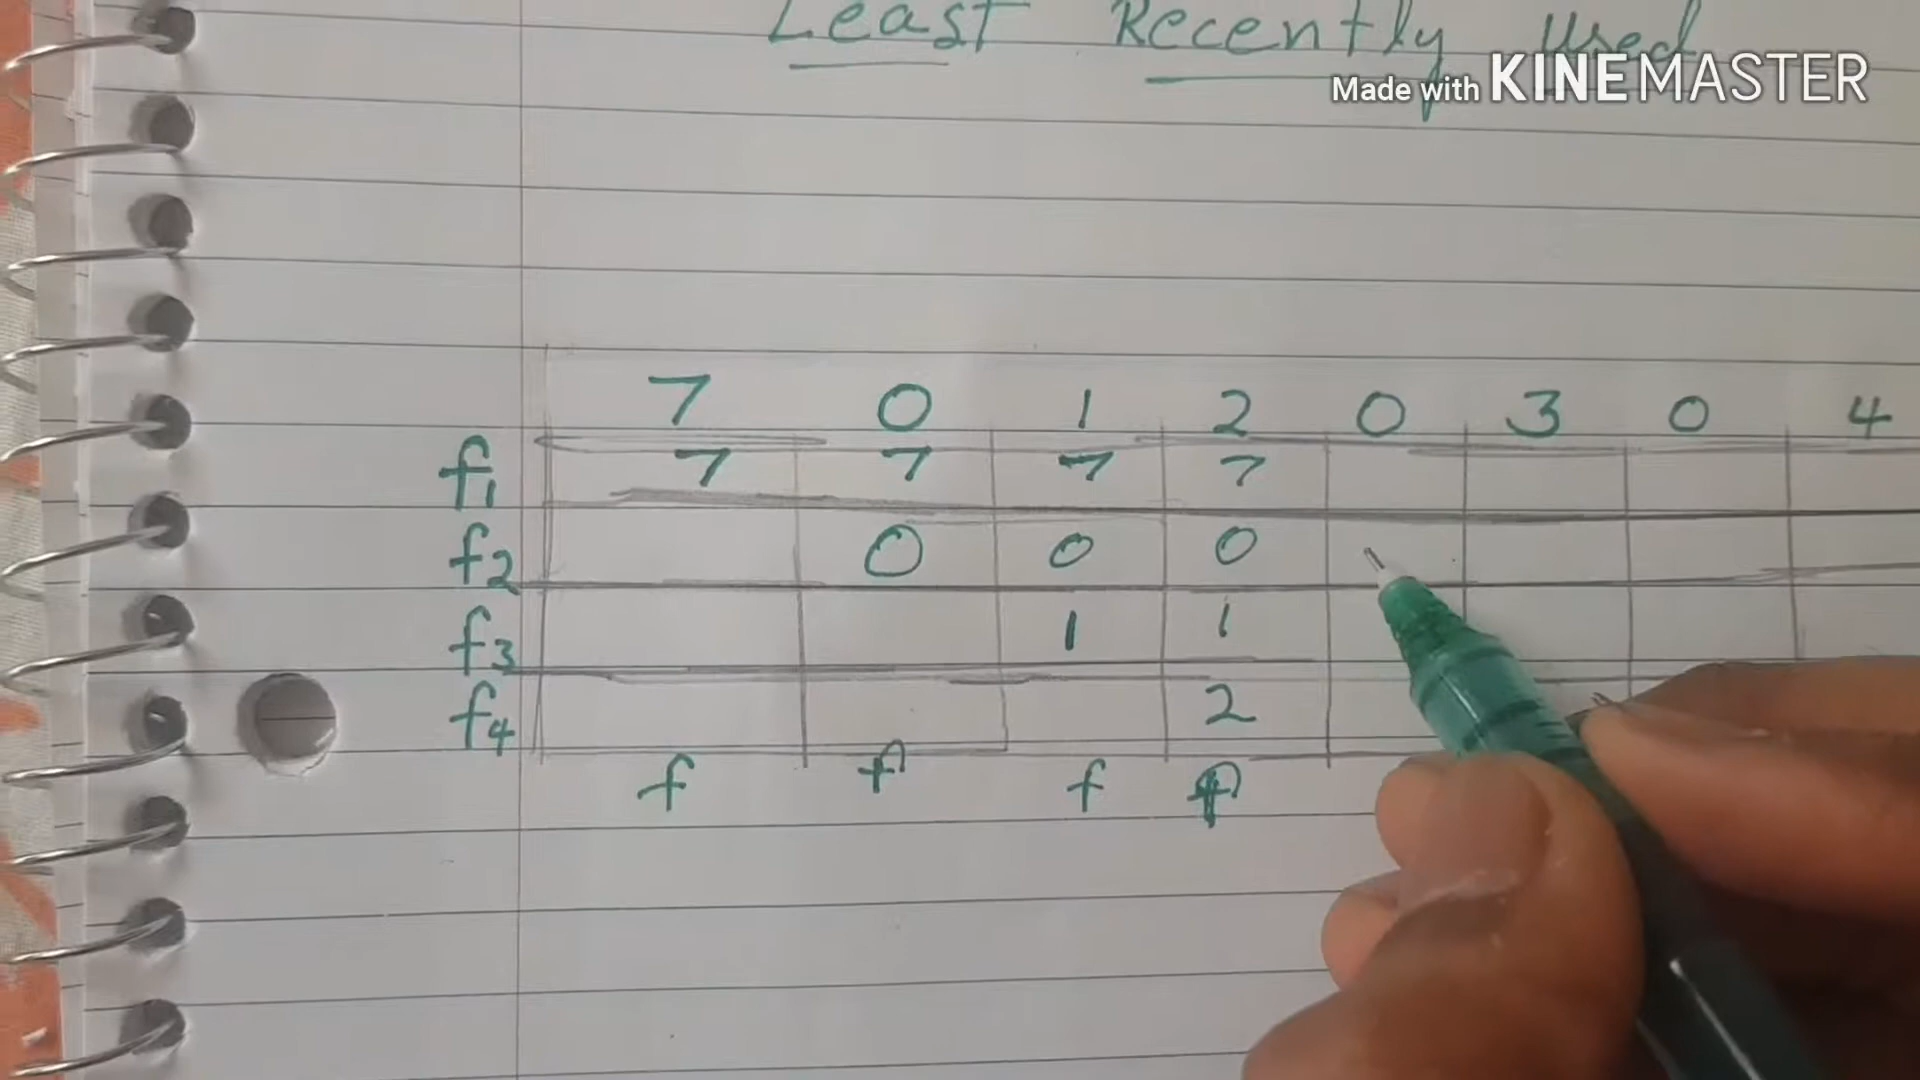 Least Recently Used
Made with KINEMASTER
7 0 1 2 0 3 0 4
f1 7 7 7 7
f2 0 0 0
f3 1 1
f4 2
f f f f